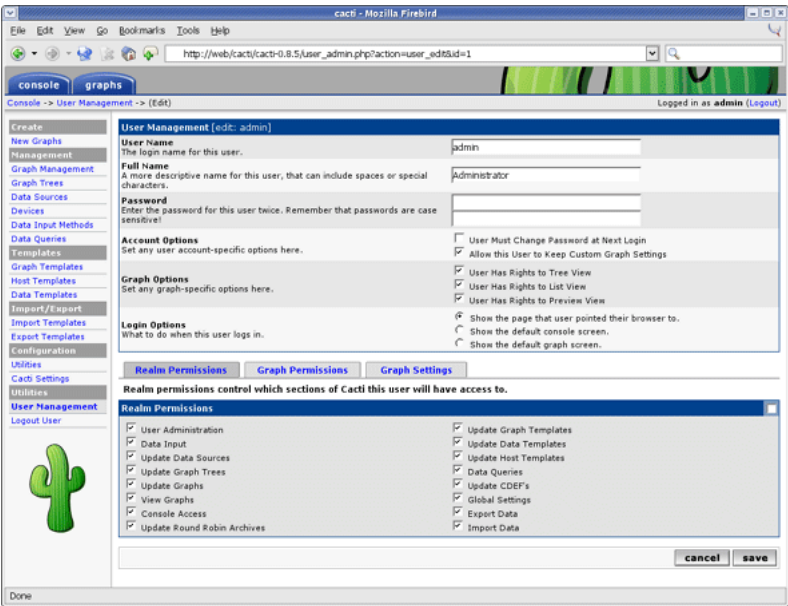 cacti - Mozilla Firebird
File Edit View Go Bookmarks Tools Help
http://web/cacti/cacti-0.8.5/user_admin.php?action=user_edit&id=1
console graphs
Console -> User Management -> (Edit)
Logged in as admin (Logout)
Create
New Graphs
Management
Graph Management
Graph Trees
Data Sources
Devices
Data Input Methods
Data Queries
Templates
Graph Templates
Host Templates
Data Templates
Import/Export
Import Templates
Export Templates
Configuration
Utilities
Cacti Settings
Utilities
User Management
Logout User
User Management [edit: admin]
User Name
The login name for this user.
admin
Full Name
A more descriptive name for this user, that can include spaces or special
characters.
Administrator
Password
Enter the password for this user twice. Remember that passwords are case
sensitive!
Account Options
Set any user account-specific options here.
User Must Change Password at Next Login
Allow this User to Keep Custom Graph Settings
Graph Options
Set any graph-specific options here.
User Has Rights to Tree View
User Has Rights to List View
User Has Rights to Preview View
Login Options
What to do when this user logs in.
Show the page that user pointed their browser to.
Show the default console screen.
Show the default graph screen.
Realm Permissions Graph Permissions Graph Settings
Realm permissions control which sections of Cacti this user will have access to.
Realm Permissions
User Administration
Data Input
Update Data Sources
Update Graph Trees
Update Graphs
View Graphs
Console Access
Update Round Robin Archives
Update Graph Templates
Update Data Templates
Update Host Templates
Data Queries
Update CDEF's
Global Settings
Export Data
Import Data
cancel save
Done